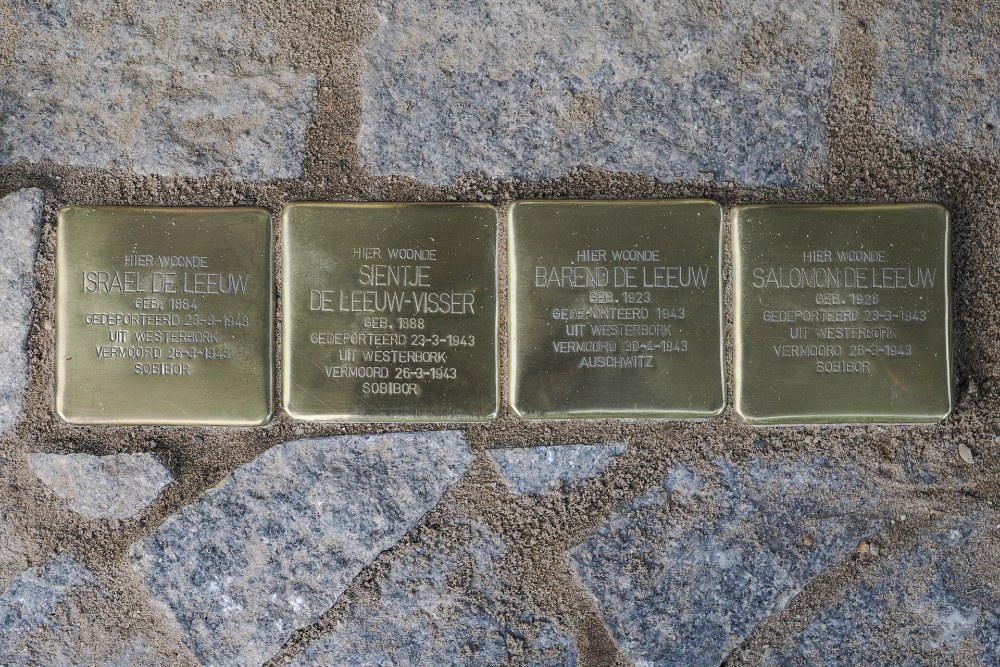 HIER WOONDE
ISRAEL DE LEEUW
GEB. 1884
GEDEPORTEERD 23-3-1943
UIT WESTERBORK
VERMOORD 26-3-1943
SOBIBOR
HIER WOONDE
SIENTJE
DE LEEUW-VISSER
GEB. 1888
GEDEPORTEERD 23-3-1943
UIT WESTERBORK
VERMOORD 26-3-1943
SOBIBOR
HIER WOONDE
BAREND DE LEEUW
GEB. 1923
GEDEPORTEERD 1943
UIT WESTERBORK
VERMOORD 30-4-1943
AUSCHWITZ
HIER WOONDE
SALOMON DE LEEUW
GEB. 1926
GEDEPORTEERD 23-3-1943
UIT WESTERBORK
VERMOORD 26-3-1943
SOBIBOR